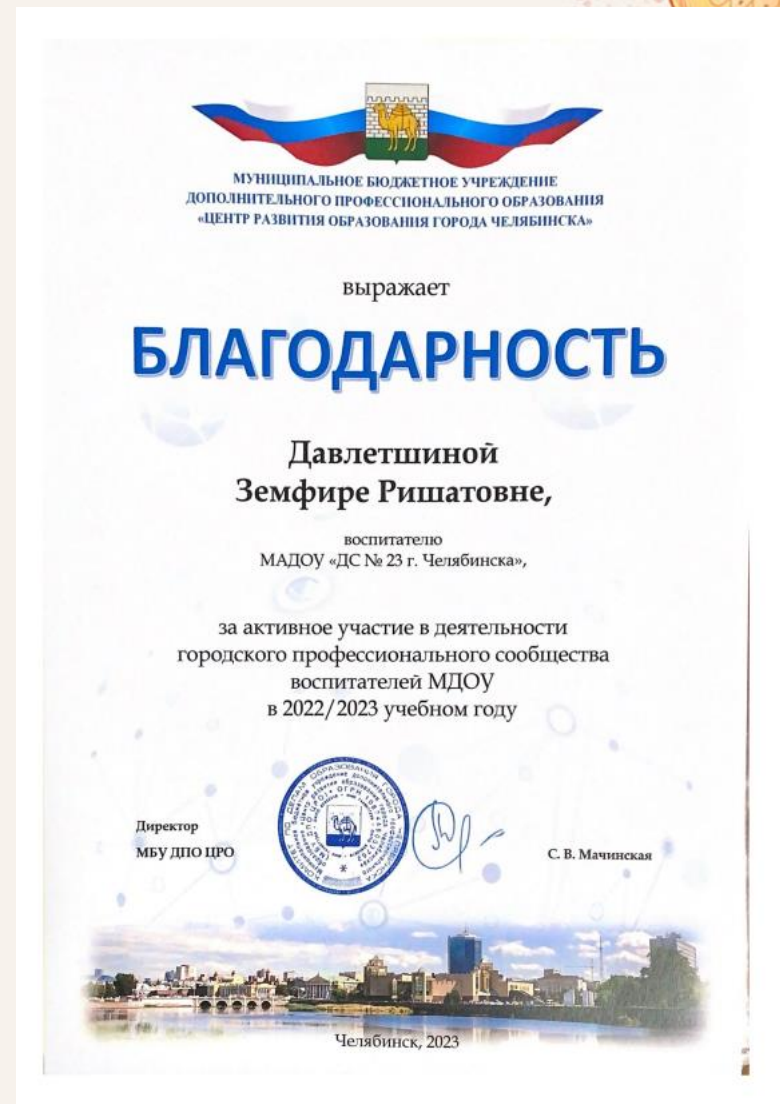 МУНИЦИПАЛЬНОЕ БЮДЖЕТНОЕ УЧРЕЖДЕНИЕ
ДОПОЛНИТЕЛЬНОГО ПРОФЕССИОНАЛЬНОГО ОБРАЗОВАНИЯ
«ЦЕНТР РАЗВИТИЯ ОБРАЗОВАНИЯ ГОРОДА ЧЕЛЯБИНСКА»
выражает
БЛАГОДАРНОСТЬ
Давлетшиной
Земфире Ришатовне,
воспитателю
МАДОУ «ДС № 23 г. Челябинска»,
за активное участие в деятельности
городского профессионального сообщества
воспитателей МДОУ
в 2022/2023 учебном году
Директор
МБУ ДПО ЦРО
С. В. Мачинская
Челябинск, 2023